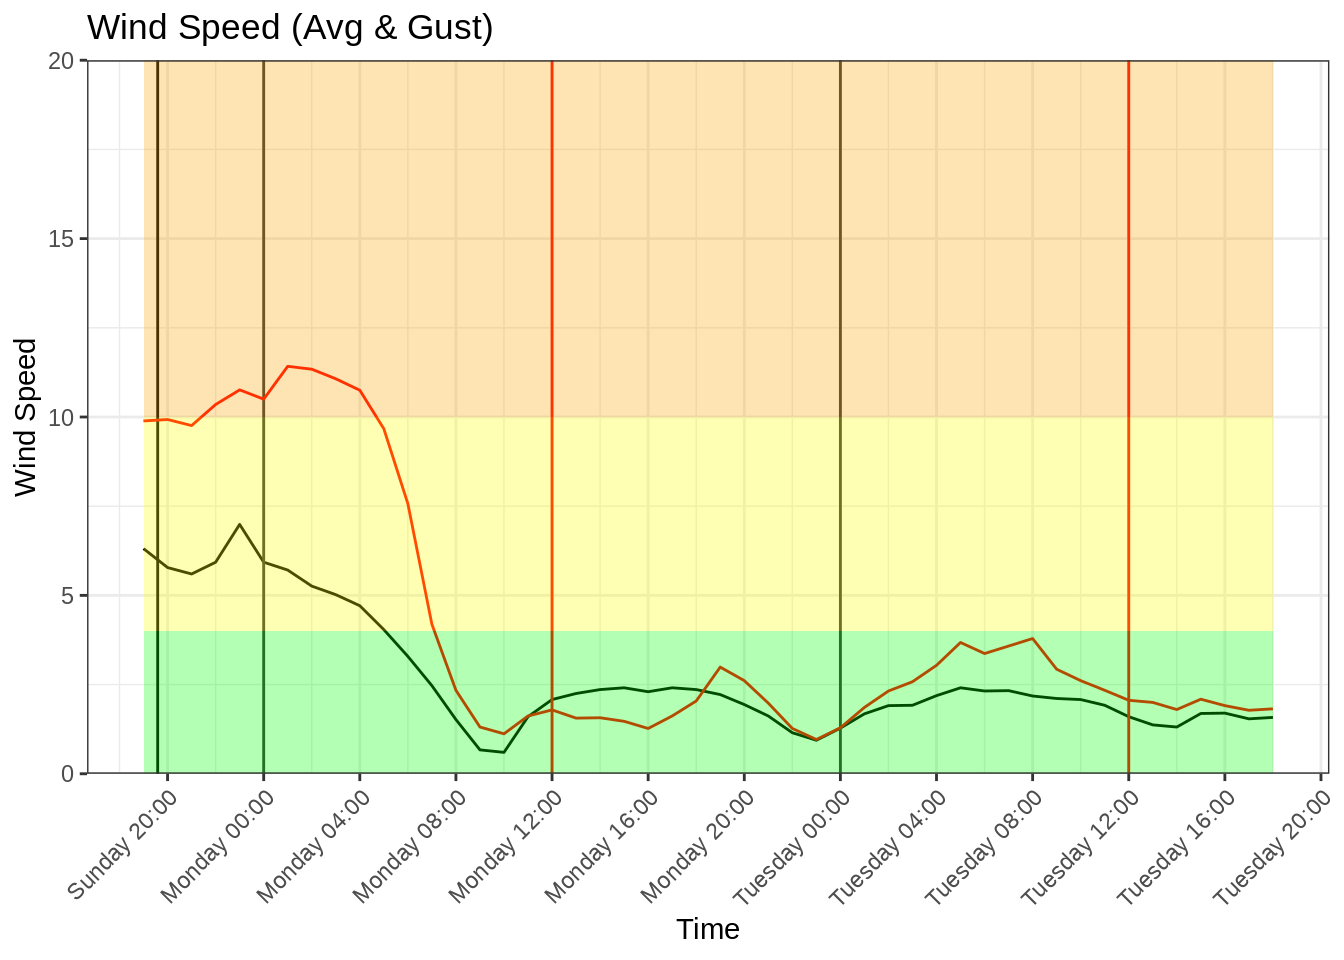 Wind Speed (Avg & Gust)
20
15
10
5
0
Wind Speed
Sunday 20:00
Monday 00:00
Monday 04:00
Monday 08:00
Monday 12:00
Monday 16:00
Monday 20:00
Tuesday 00:00
Tuesday 04:00
Tuesday 08:00
Tuesday 12:00
Tuesday 16:00
Tuesday 20:00
Time